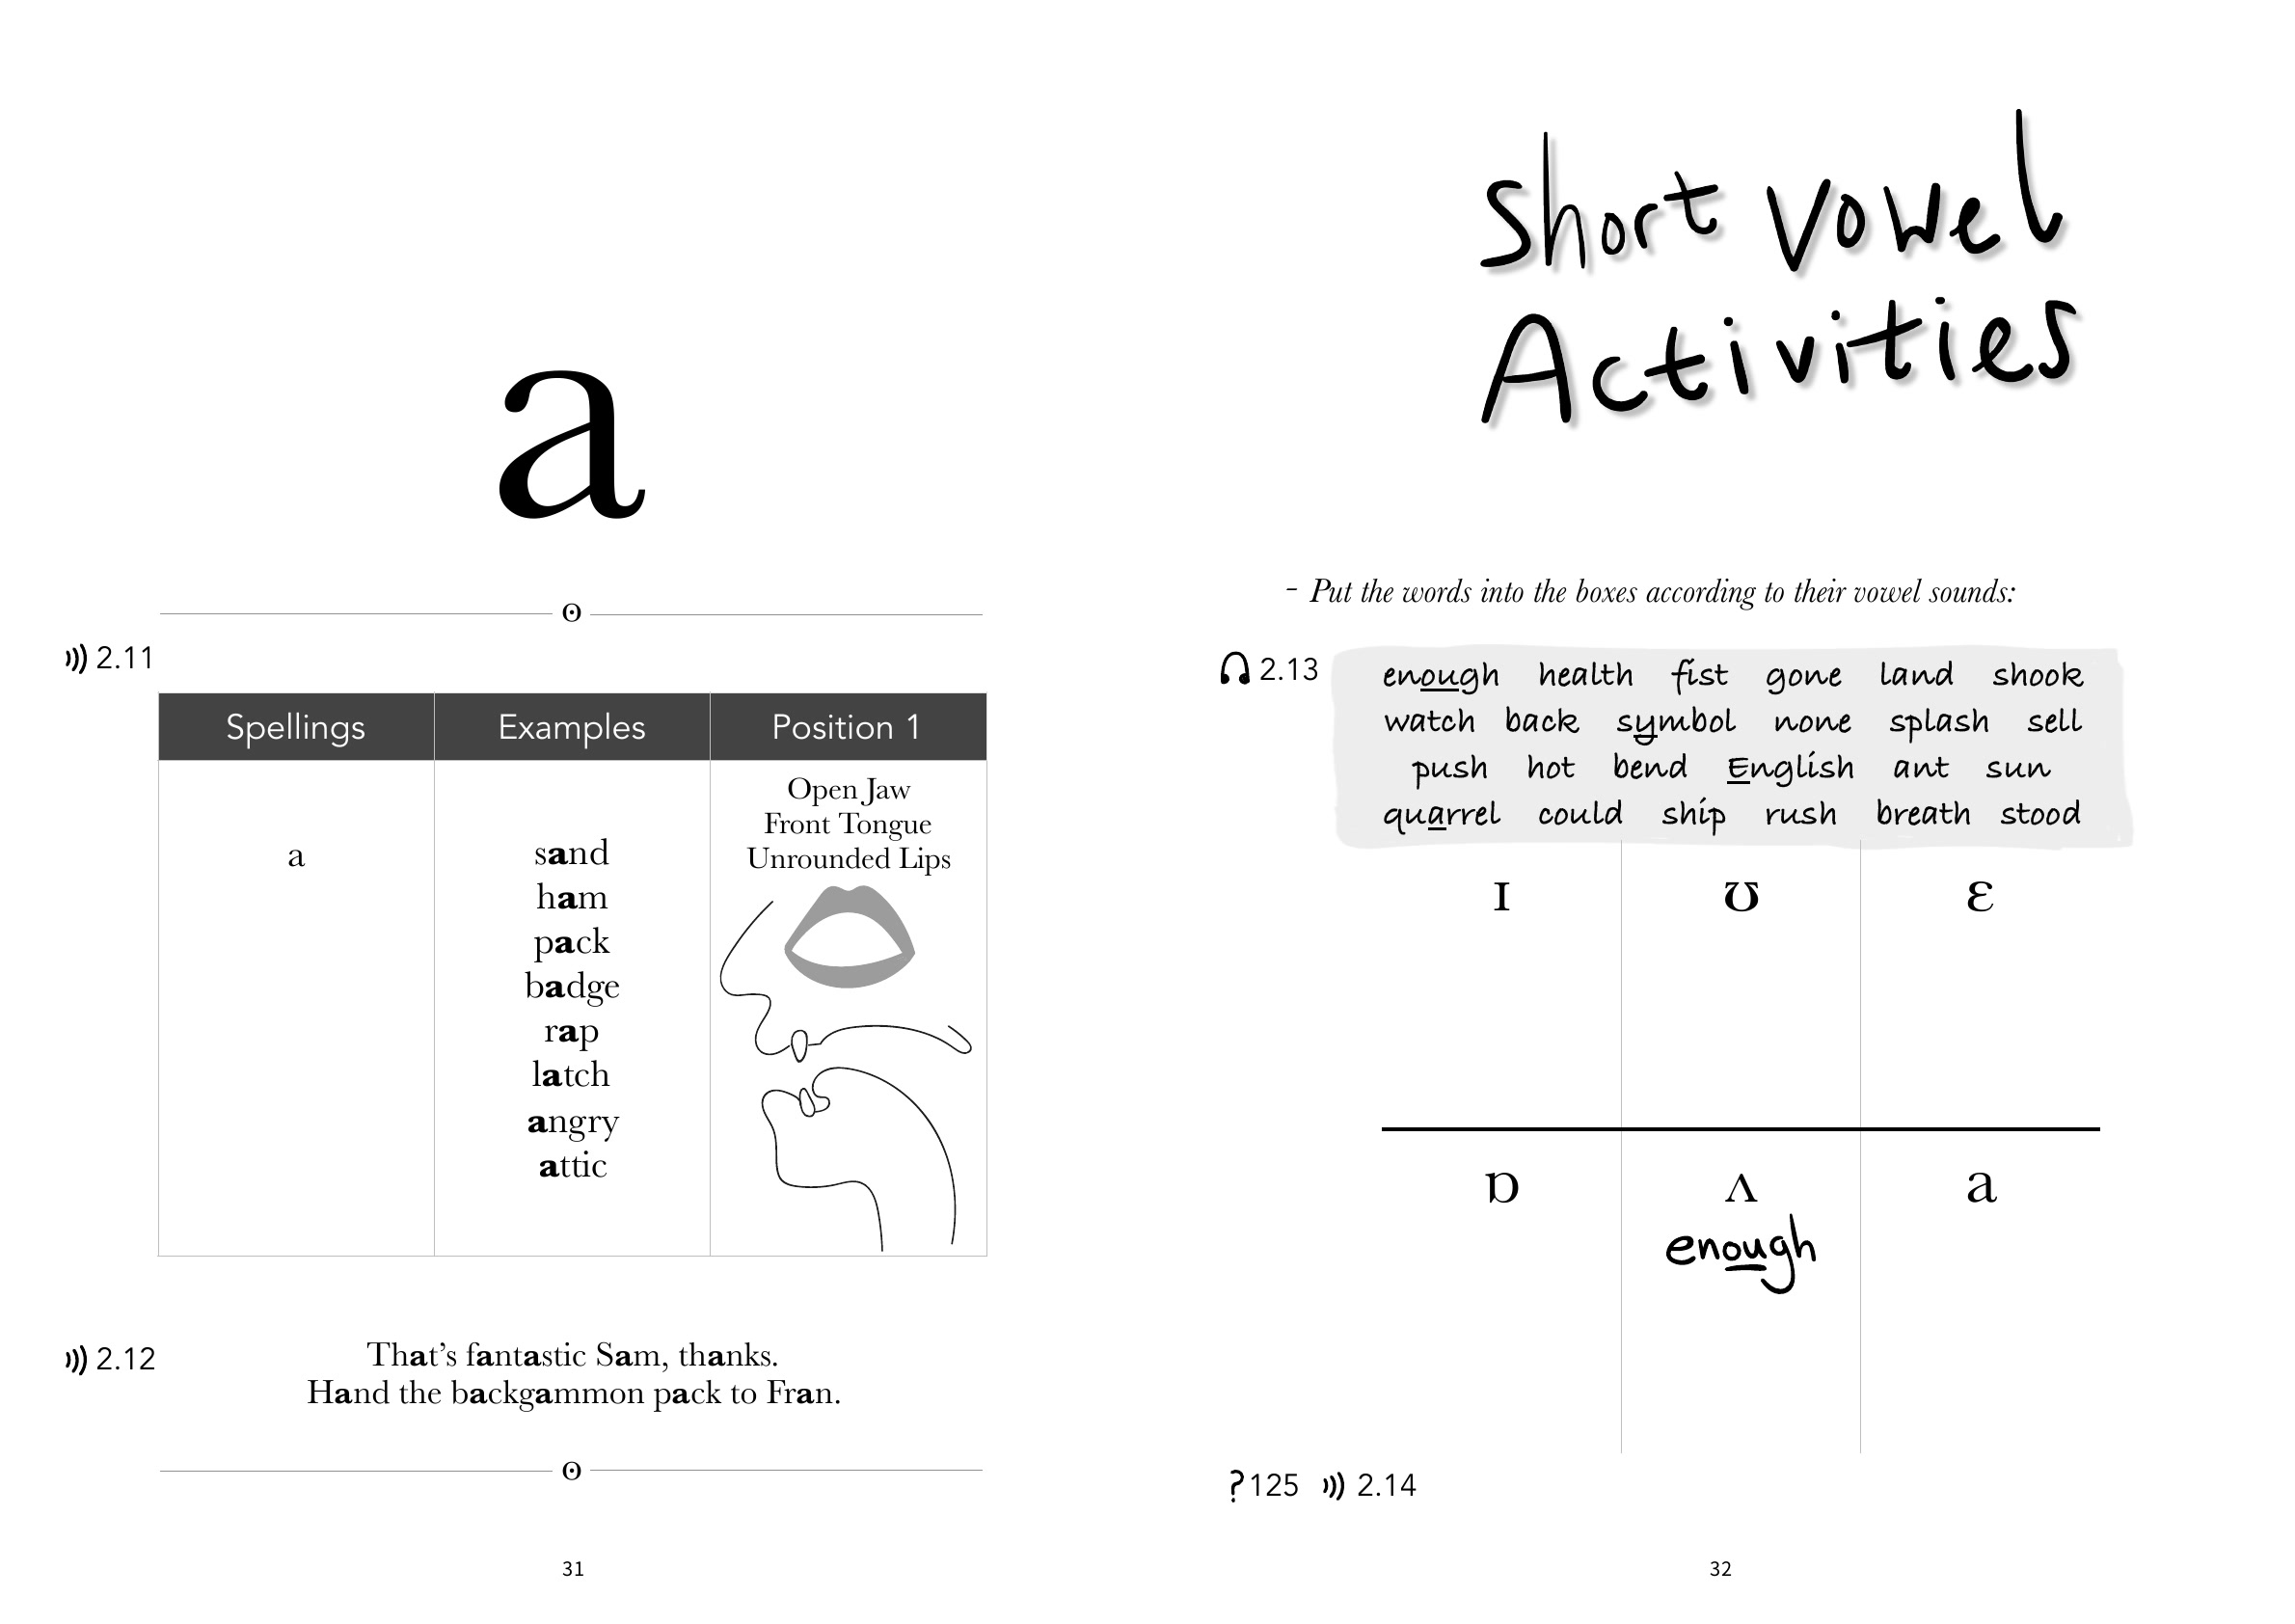 a
ʘ
2.11
Spellings Examples Position 1
a
sand
ham
pack
badge
rap
latch
angry
attic
Open Jaw
Front Tongue
Unrounded Lips
2.12
That’s fantastic Sam, thanks.
Hand the backgammon pack to Fran.
ʘ
31
Short Vowel
Activities
- Put the words into the boxes according to their vowel sounds:
2.13
enough health fist gone land shook
watch back symbol none splash sell
push hot bend English ant sun
quarrel could ship rush breath stood
ɪ ʊ ɛ
ɒ ʌ a
enough
?125 2.14
32